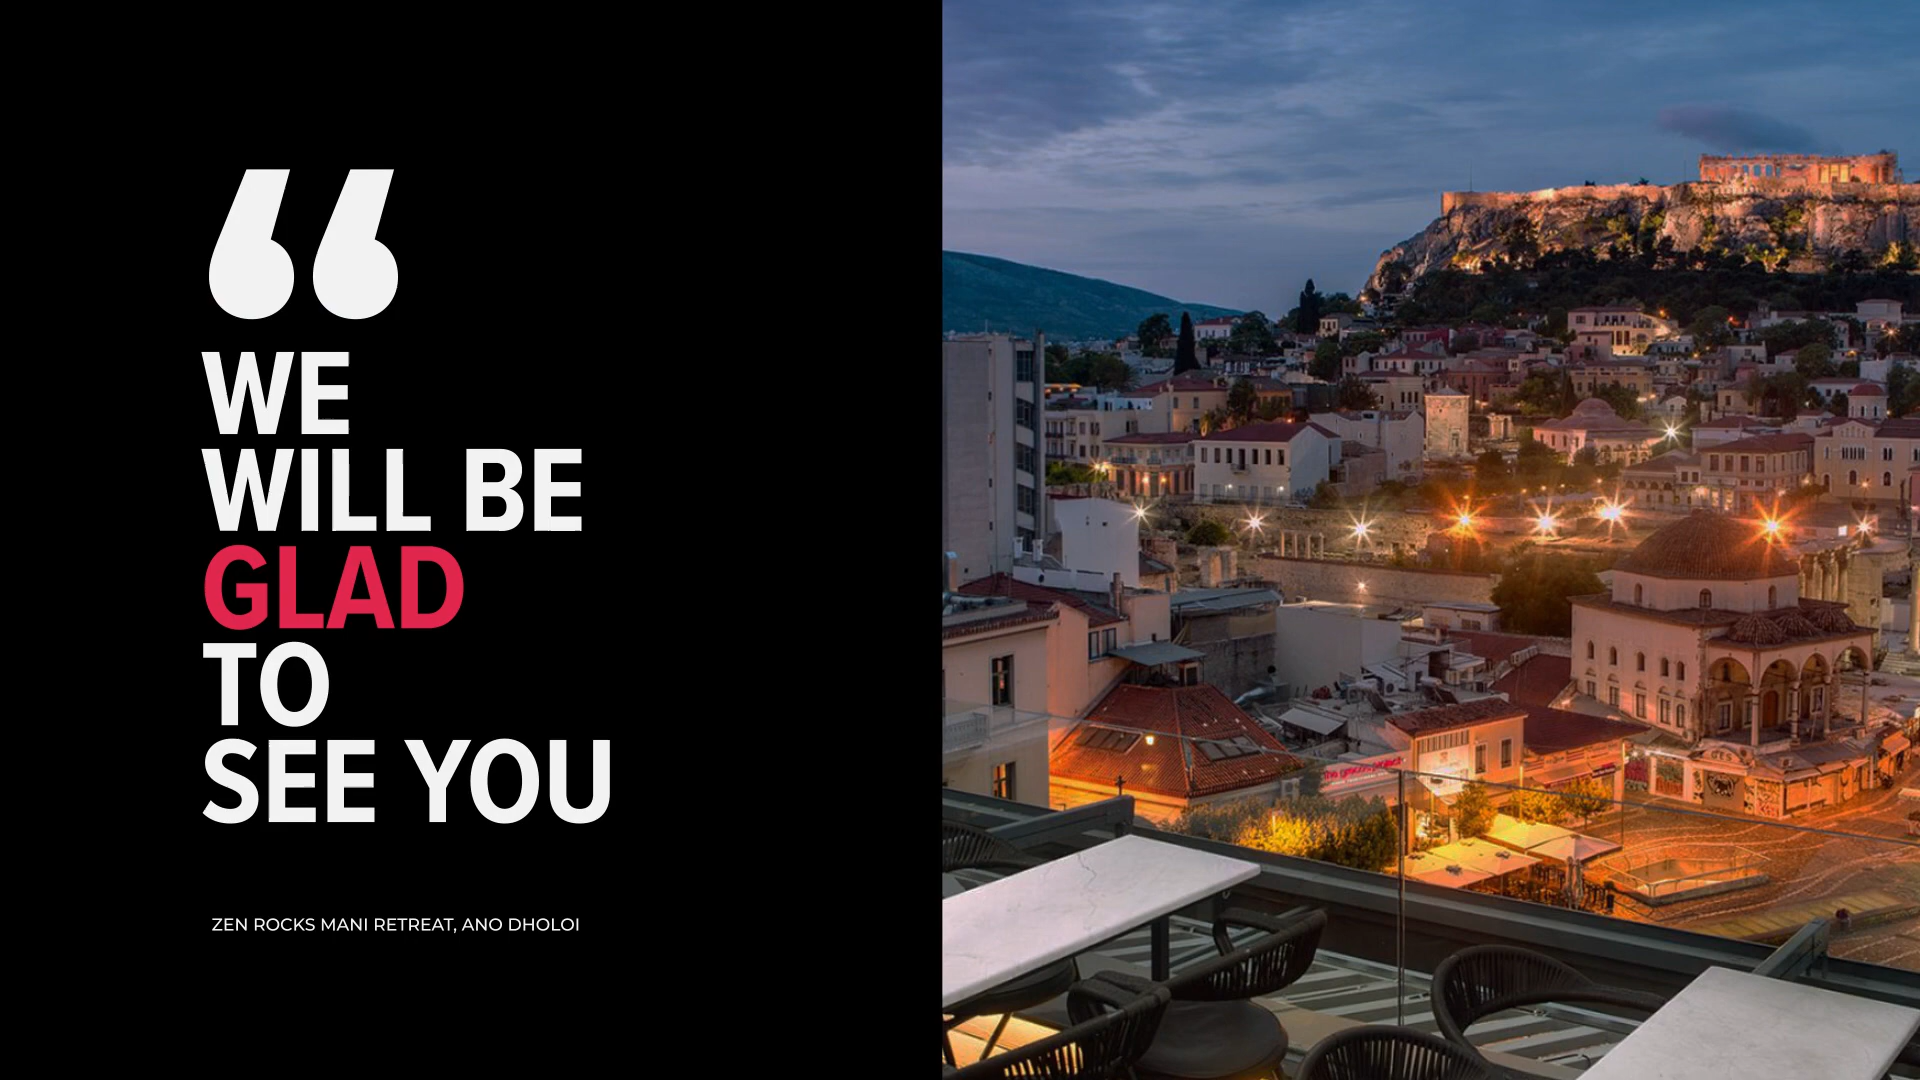 “
WE
WILL BE
GLAD
TO
SEE YOU
ZEN ROCKS MANI RETREAT, ANO DHOLOI